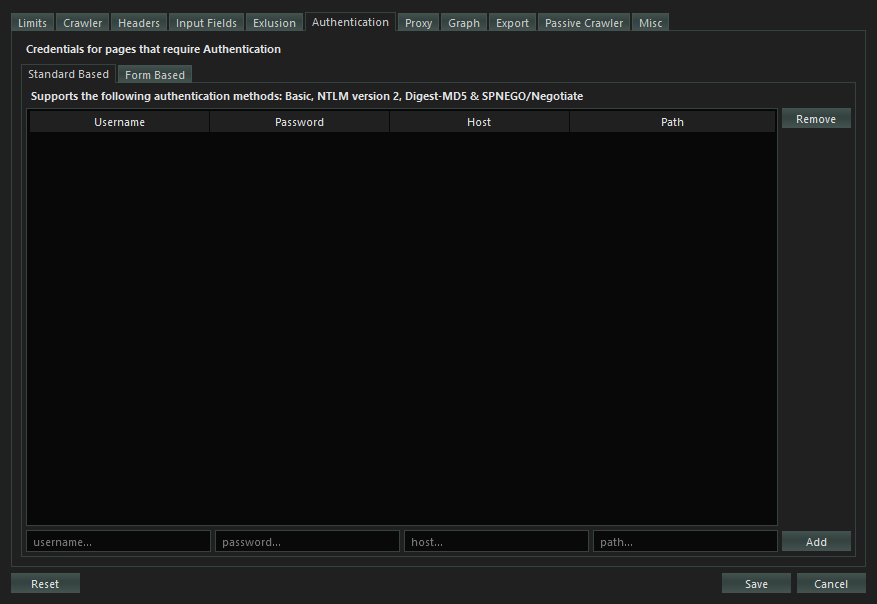 Limits Crawler Headers Input Fields Exlusion Authentication Proxy Graph Export Passive Crawler Misc
Credentials for pages that require Authentication
Standard Based Form Based
Supports the following authentication methods: Basic, NTLM version 2, Digest-MD5 & SPNEGO/Negotiate
Username Password Host Path Remove
username... password... host... path... Add
Reset Save Cancel